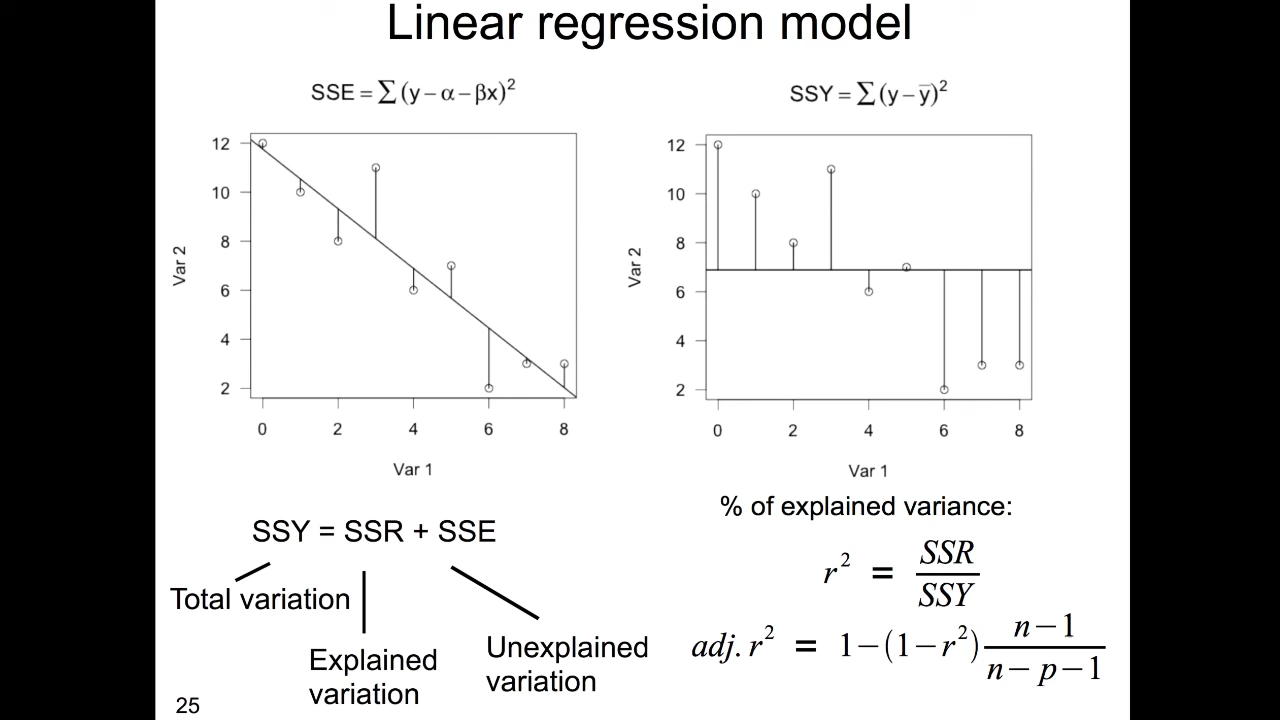 Linear regression model
SSE = ∑ (y − α − βx)²
12
10
8
6
4
2
Var 2
0 2 4 6 8
Var 1
SSY = ∑ (y − y̅)²
12
10
8
6
4
2
Var 2
0 2 4 6 8
Var 1
SSY = SSR + SSE
Total variation
Explained
variation
Unexplained
variation
% of explained variance:
r² = SSR/SSY
adj. r² = 1−(1−r²) n−1/n−p−1
25